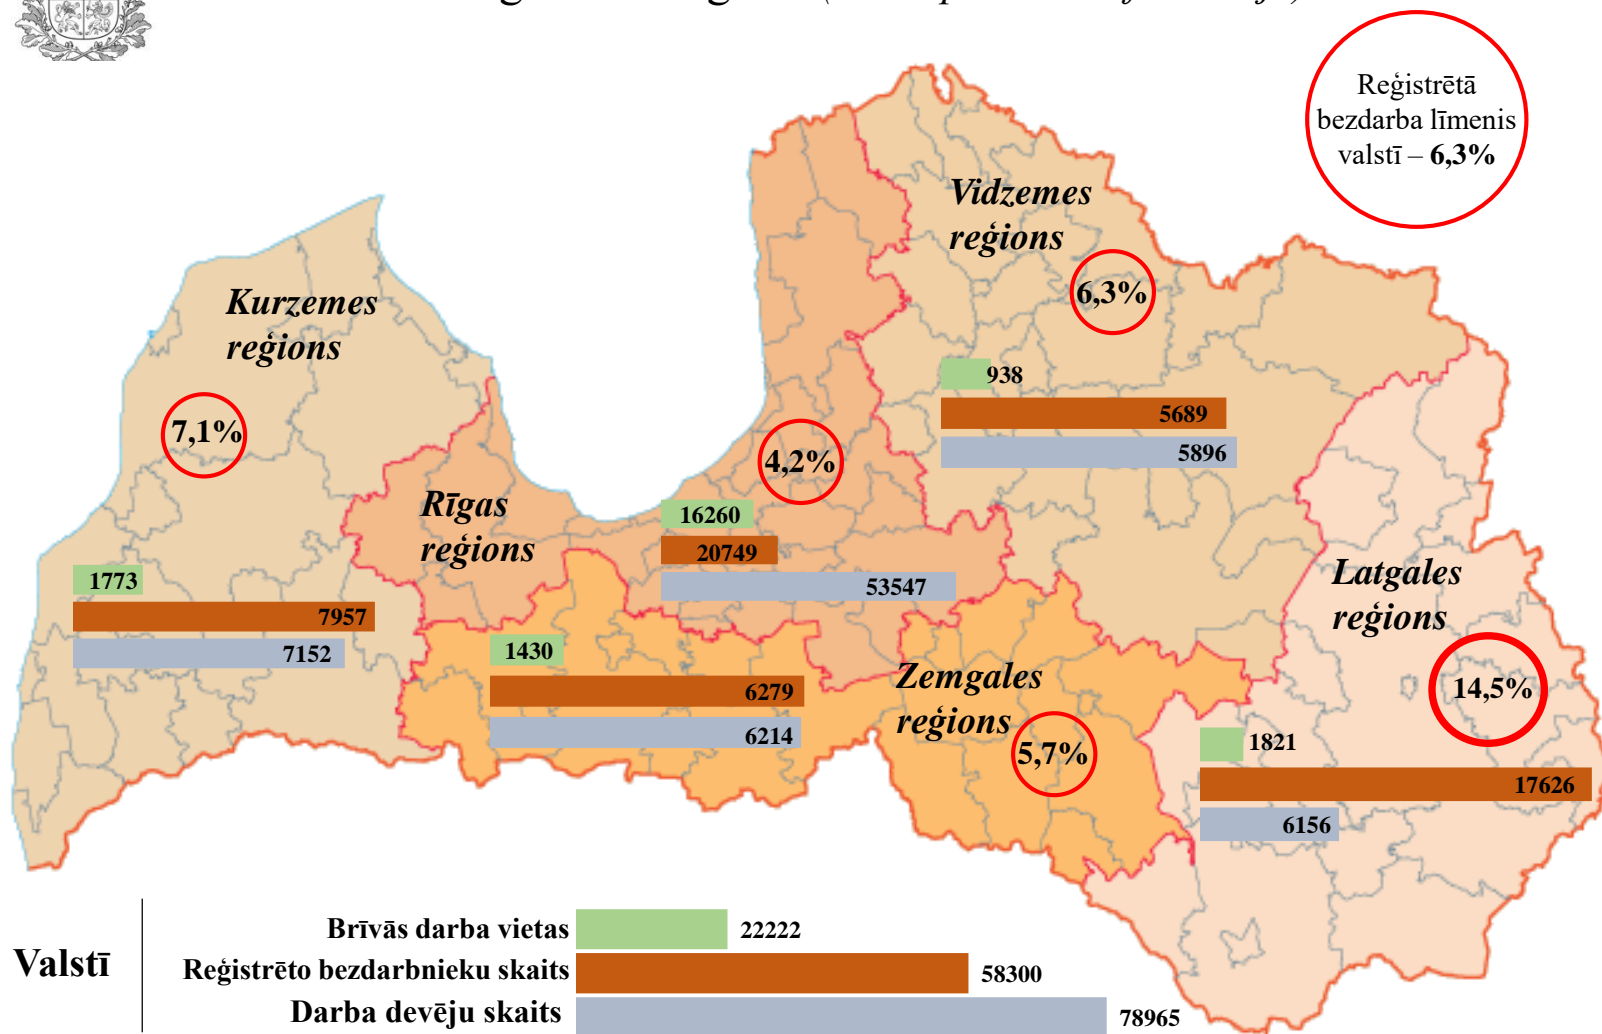 Reģistrētā
bezdarba līmenis
valstī – 6,3%
Vidzemes
reģions
6,3%
938
5689
5896
Kurzemes
reģions
7,1%
1773
7957
7152
Rīgas
reģions
4,2%
16260
20749
53547
Latgales
reģions
14,5%
1821
17626
6156
Zemgales
reģions
5,7%
1430
6279
6214
Valstī
Brīvās darba vietas 22222
Reģistrēto bezdarbnieku skaits 58300
Darba devēju skaits 78965